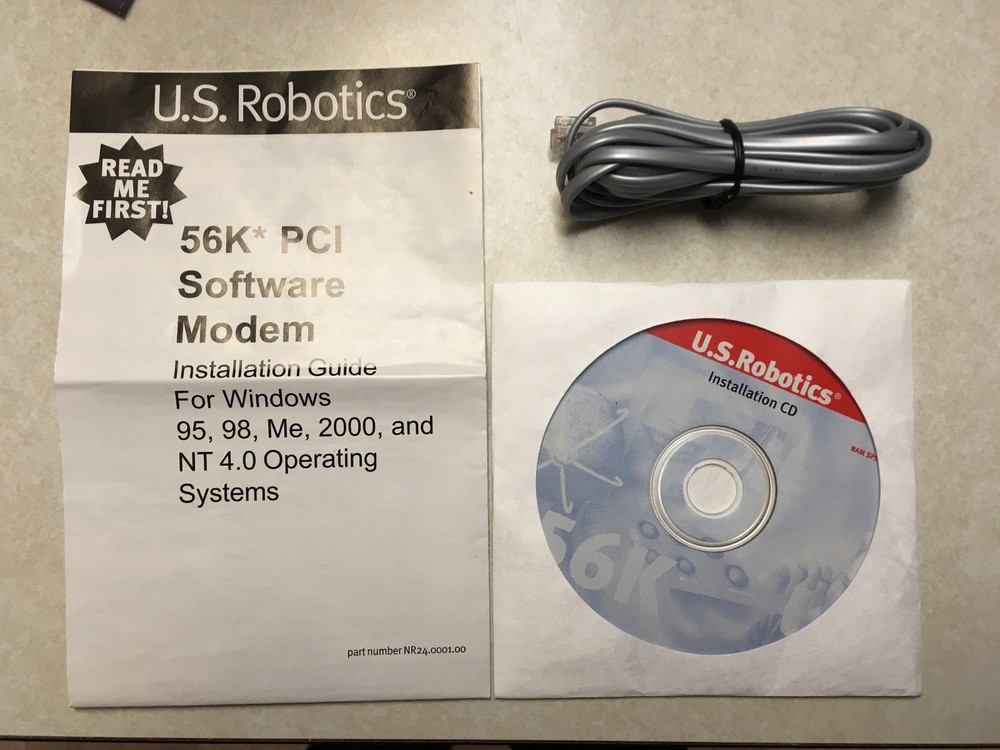 U.S. Robotics®
READ
ME
FIRST!
56K* PCI
Software
Modem
Installation Guide
For Windows
95, 98, Me, 2000, and
NT 4.0 Operating
Systems
part number NR24.0001.00
U.S.Robotics®
Installation CD
NAM
56K